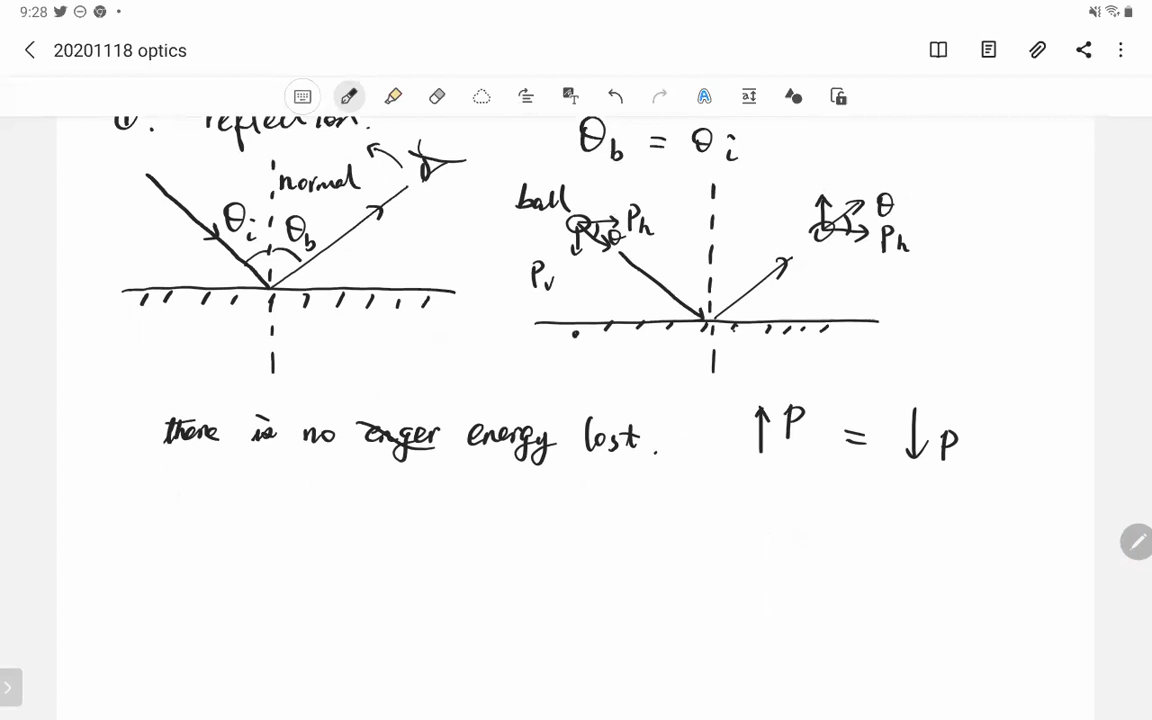 9:28
20201118 optics
1. reflection.
θb = θi
normal
θi θb
ball
Ph
θ
Pv
θ
Ph
there is no enger energy lost.
↑P = ↓P